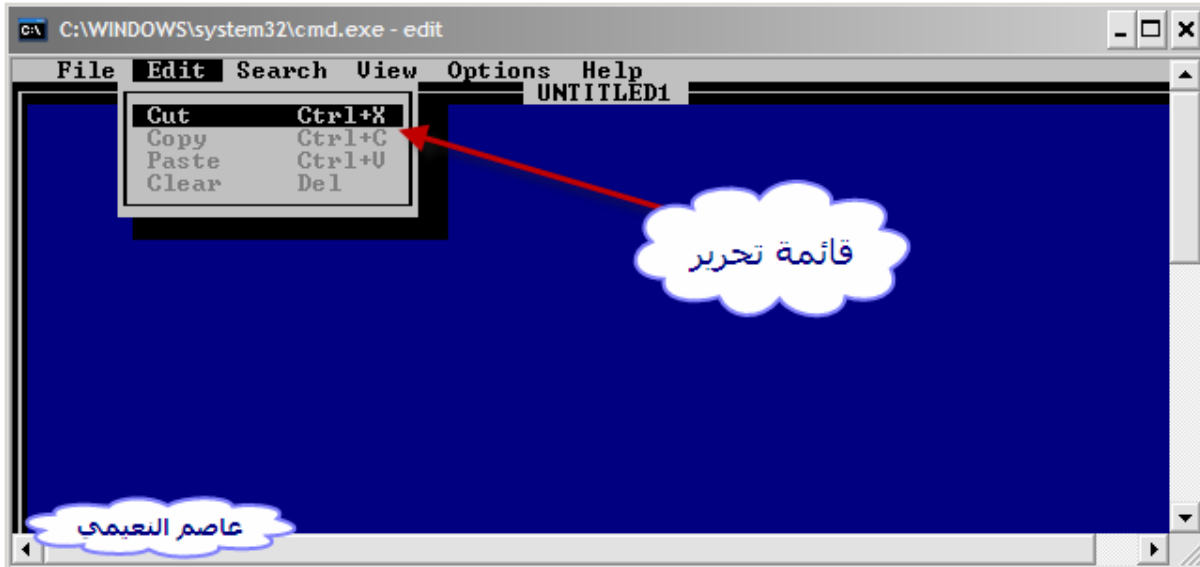 C:\WINDOWS\system32\cmd.exe - edit
File Edit Search View Options Help
UNTITLED1
Cut Ctrl+X
Copy Ctrl+C
Paste Ctrl+V
Clear Del
قائمة تحرير
عاصم النعيمي